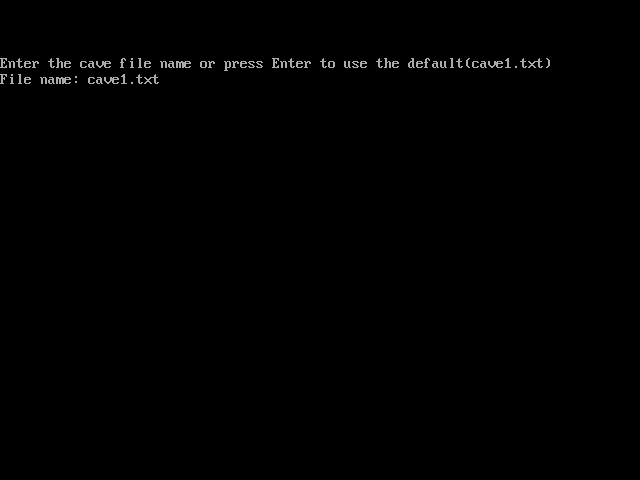 Enter the cave file name or press Enter to use the default(cave1.txt)
File name: cave1.txt